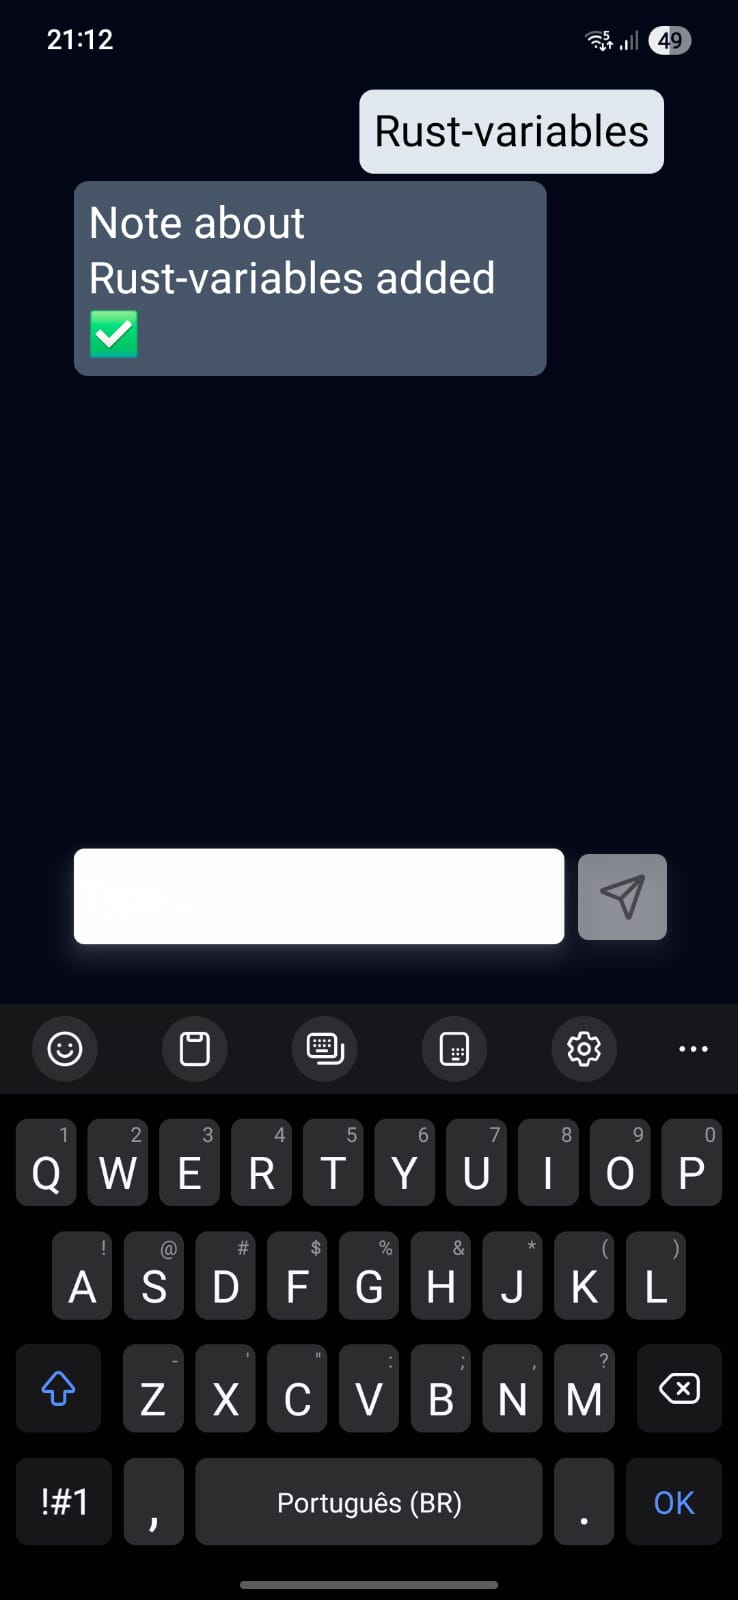 21:12
5
49
Rust-variables
Note about
Rust-variables added
✅
Type...
1 2 3 4 5 6 7 8 9 0
Q W E R T Y U I O P
! @ # $ % & * ( )
A S D F G H J K L
- ' " : ; , ?
Z X C V B N M
!#1 , Português (BR) . OK